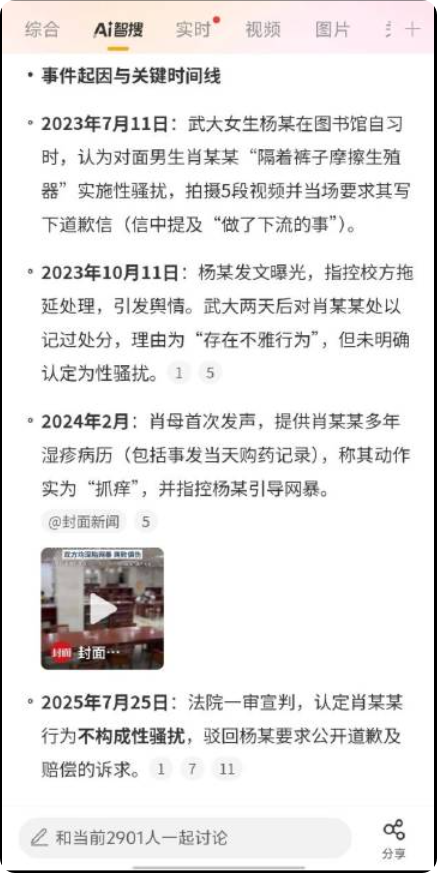 综合 Ai智搜 实时 视频 图片
• 事件起因与关键时间线
2023年7月11日：武大女生杨某在图书馆自习
时，认为对面男生肖某某“隔着裤子摩擦生殖
器”实施性骚扰，拍摄5段视频并当场要求其写
下道歉信（信中提及“做了下流的事”）。
2023年10月11日：杨某发文曝光，指控校方拖
延处理，引发舆情。武大两天后对肖某某处以
记过处分，理由为“存在不雅行为”，但未明确
认定为性骚扰。 1 5
2024年2月：肖母首次发声，提供肖某某多年
湿疹病历（包括事发当天购药记录），称其动作
实为“抓痒”，并指控杨某引导网暴。
@封面新闻 5
封面 封面…
2025年7月25日：法院一审宣判，认定肖某某
行为不构成性骚扰，驳回杨某要求公开道歉及
赔偿的诉求。 1 7 11
和当前2901人一起讨论
分享